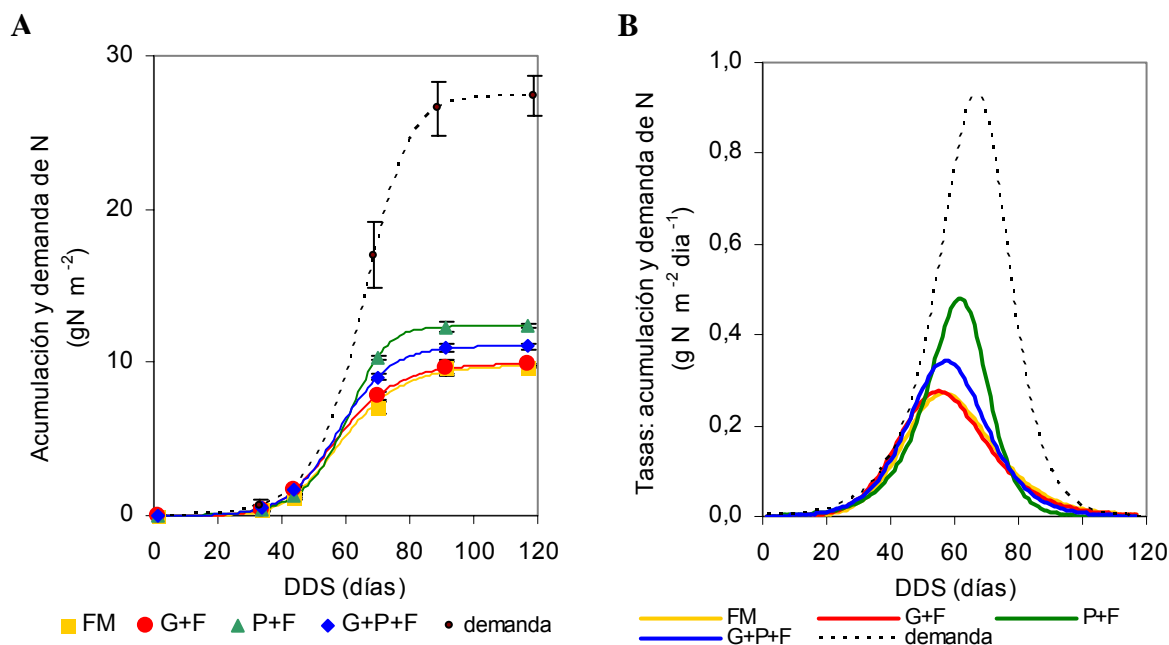 A
Acumulación y demanda de N
(gN m⁻²)
30
20
10
0
0 20 40 60 80 100 120
DDS (días)
FM G+F P+F G+P+F demanda
B
Tasas: acumulación y demanda de N
(g N m⁻² dia⁻¹)
1,0
0,8
0,6
0,4
0,2
0,0
0 20 40 60 80 100 120
DDS (días)
FM G+F P+F
G+P+F demanda